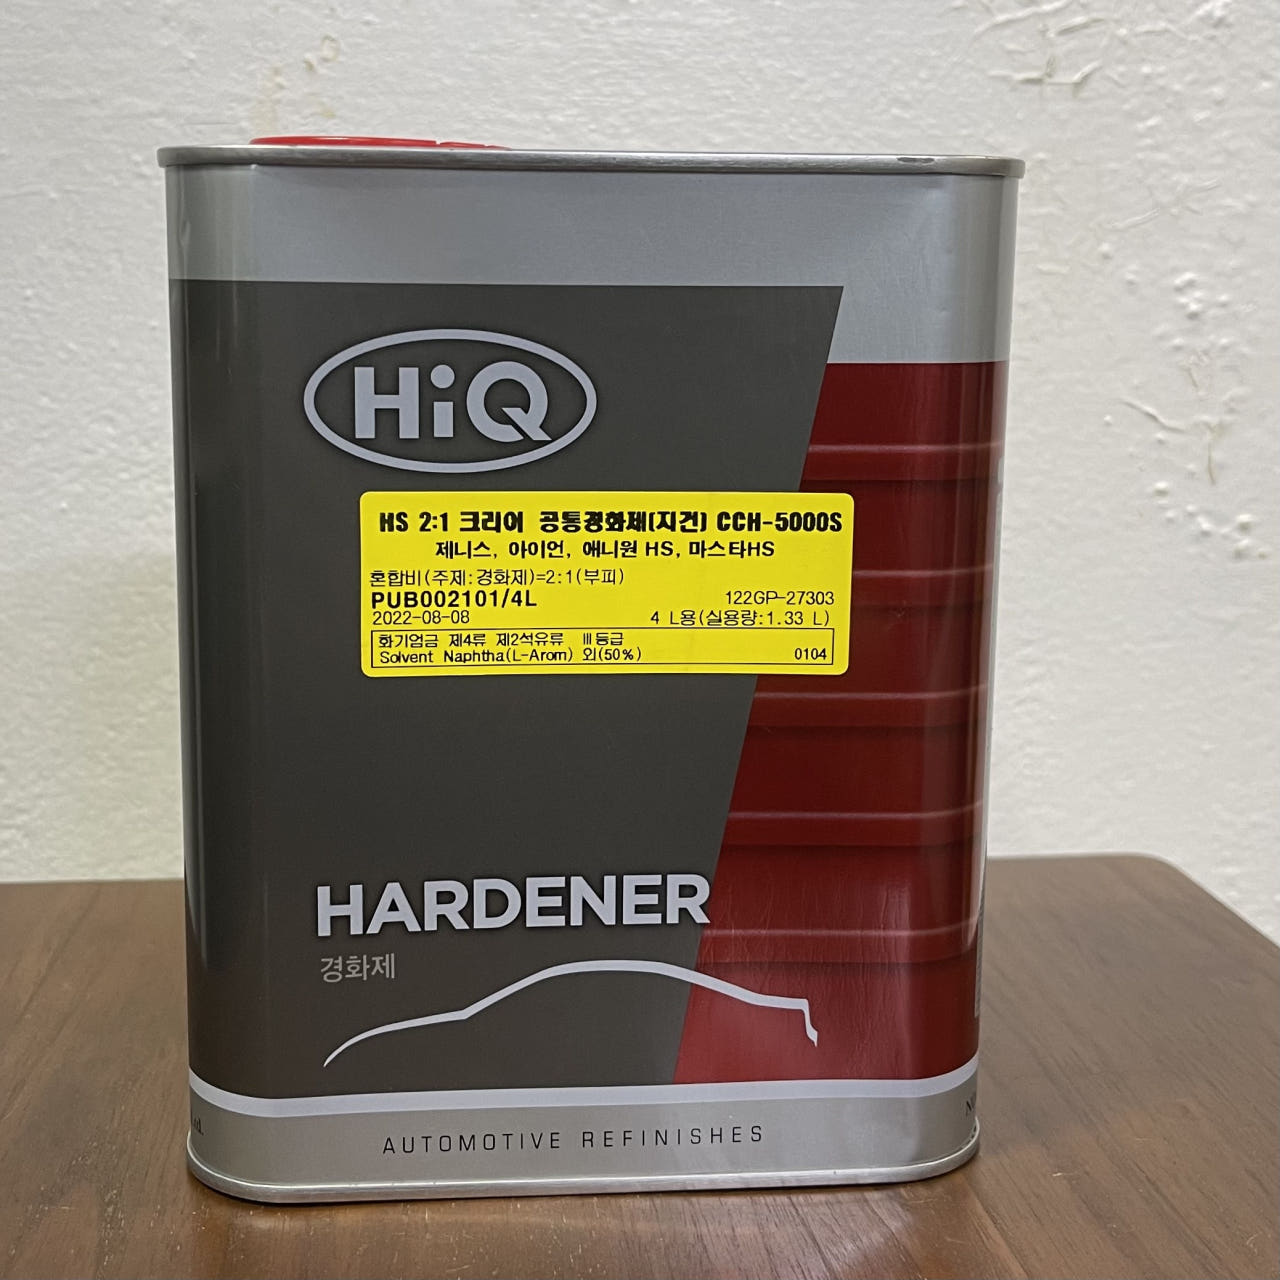 HiQ
HS 2:1 크리어 공통경화제(지건) CCH-5000S
제니스, 아이언, 애니원 HS, 마스타HS
혼합비(주제:경화제)=2:1(부피)
PUB002101/4L 122GP-27303
2022-08-08 4 L용(실용량:1.33 L)
화기엄금 제4류 제2석유류 Ⅲ등급
Solvent Naphtha(L-Arom) 외(50%) 0104
HARDENER
경화제
AUTOMOTIVE REFINISHES